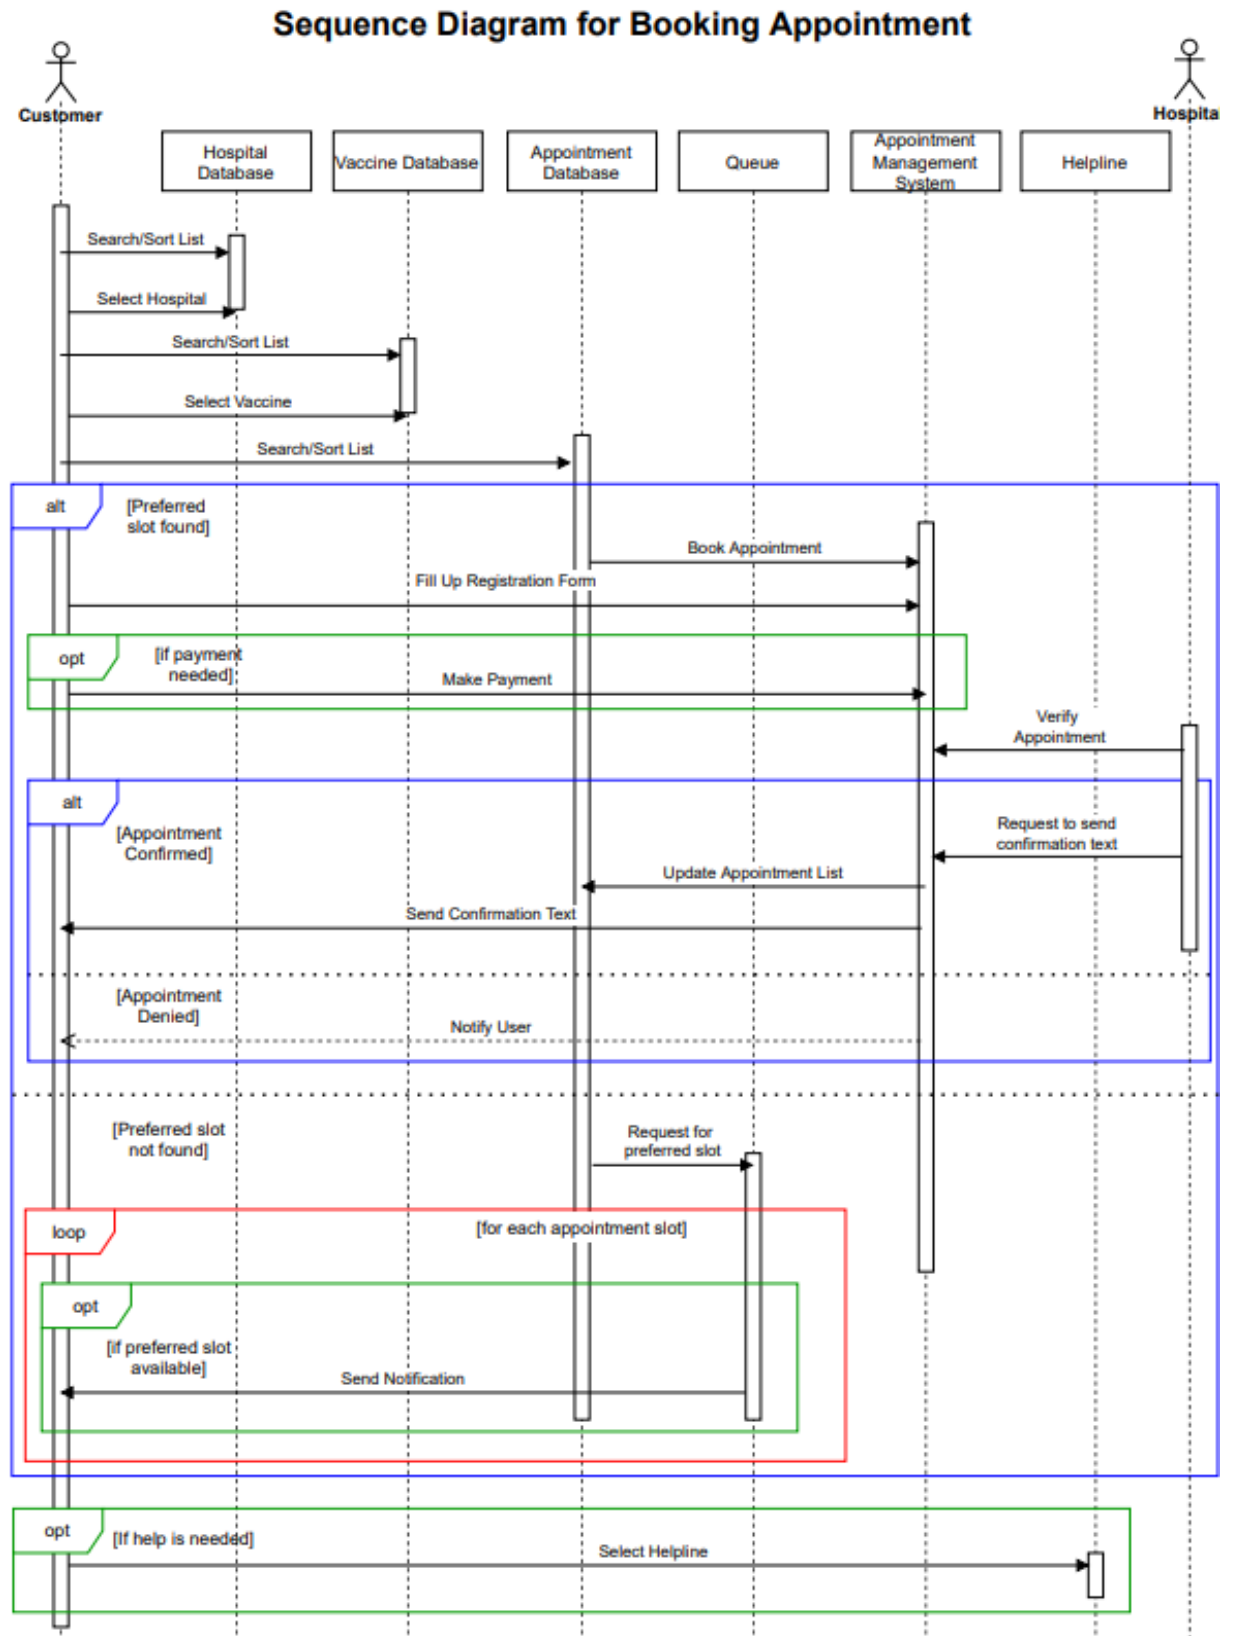 Sequence Diagram for Booking Appointment
Customer
Hospita
Hospital
Database
Vaccine Database
Appointment
Database
Queue
Appointment
Management
System
Helpline
Search/Sort List
Select Hospital
Search/Sort List
Select Vaccine
Search/Sort List
alt
[Preferred
slot found]
Book Appointment
Fill Up Registration Form
opt
[if payment
needed]
Make Payment
Verify
Appointment
alt
[Appointment
Confirmed]
Request to send
confirmation text
Update Appointment List
Send Confirmation Text
[Appointment
Denied]
Notify User
[Preferred slot
not found]
Request for
preferred slot
loop
[for each appointment slot]
opt
[if preferred slot
available]
Send Notification
opt
[If help is needed]
Select Helpline